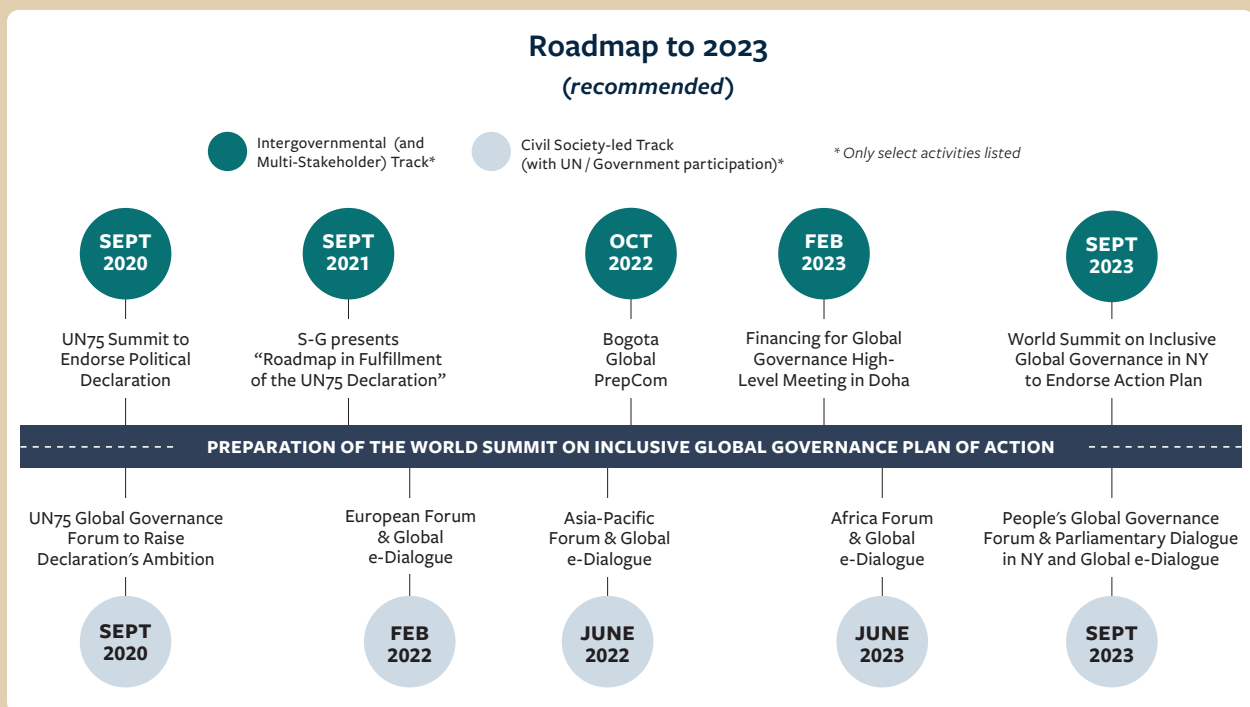 Roadmap to 2023
(recommended)
Intergovernmental (and
Multi-Stakeholder) Track*
Civil Society-led Track
(with UN / Government participation)*
* Only select activities listed
SEPT
2020
SEPT
2021
OCT
2022
FEB
2023
SEPT
2023
UN75 Summit to
Endorse Political
Declaration
S-G presents
“Roadmap in Fulfillment
of the UN75 Declaration”
Bogota
Global
PrepCom
Financing for Global
Governance High-
Level Meeting in Doha
World Summit on Inclusive
Global Governance in NY
to Endorse Action Plan
PREPARATION OF THE WORLD SUMMIT ON INCLUSIVE GLOBAL GOVERNANCE PLAN OF ACTION
UN75 Global Governance
Forum to Raise
Declaration’s Ambition
European Forum
& Global
e-Dialogue
Asia-Pacific
Forum & Global
e-Dialogue
Africa Forum
& Global
e-Dialogue
People’s Global Governance
Forum & Parliamentary Dialogue
in NY and Global e-Dialogue
SEPT
2020
FEB
2022
JUNE
2022
JUNE
2023
SEPT
2023